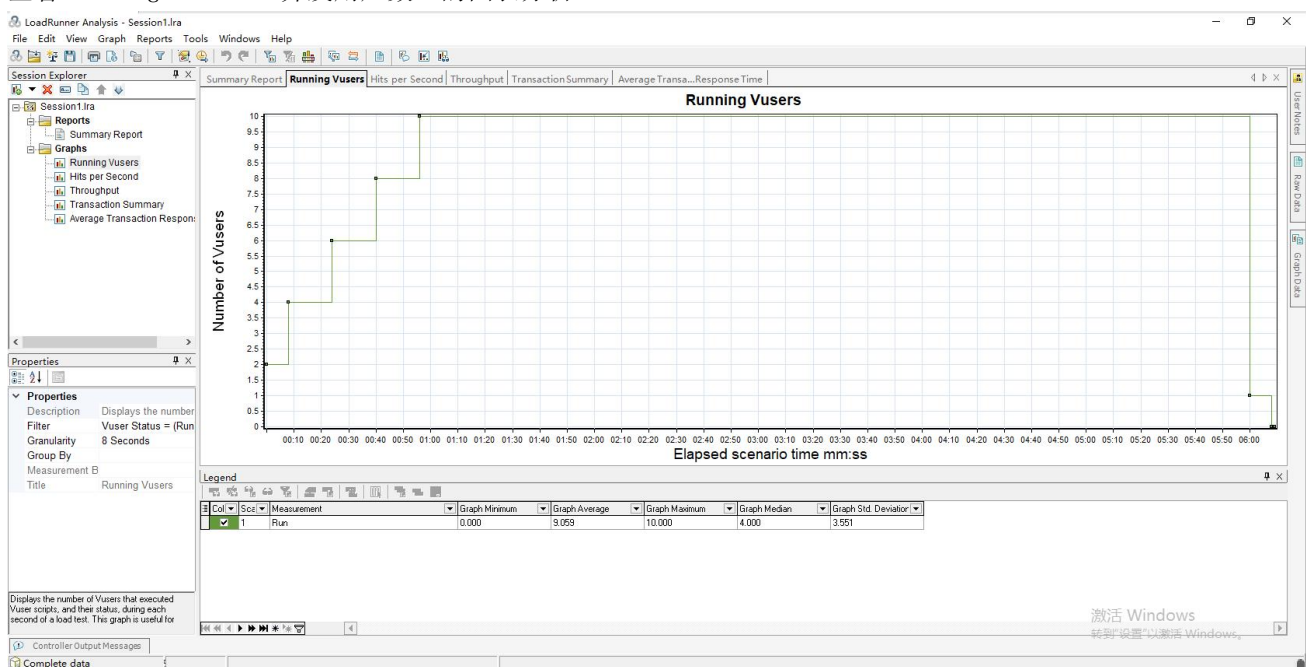 LoadRunner Analysis - Session1.lra
File Edit View Graph Reports Tools Windows Help
Session Explorer
Session1.lra
Reports
Summary Report
Graphs
Running Vusers
Hits per Second
Throughput
Transaction Summary
Average Transaction Respon
Properties
Properties
Description Displays the number
Filter Vuser Status = (Run
Granularity 8 Seconds
Group By
Measurement B
Title Running Vusers
Displays the number of Vusers that executed
Vuser scripts, and their status, during each
second of a load test. This graph is useful for
Controller Output Messages
Complete data
Summary Report Running Vusers Hits per Second Throughput Transaction Summary Average Transa...Response Time
Running Vusers
Number of Vusers
10
9.5
9
8.5
8
7.5
7
6.5
6
5.5
5
4.5
4
3.5
3
2.5
2
1.5
1
0.5
0
00:10 00:20 00:30 00:40 00:50 01:00 01:10 01:20 01:30 01:40 01:50 02:00 02:10 02:20 02:30 02:40 02:50 03:00 03:10 03:20 03:30 03:40 03:50 04:00 04:10 04:20 04:30 04:40 04:50 05:00 05:10 05:20 05:30 05:40 05:50 06:00
Elapsed scenario time mm:ss
Legend
Col Sca Measurement Graph Minimum Graph Average Graph Maximum Graph Median Graph Std. Deviation
1 Run 0.000 9.059 10.000 4.000 3.551
User Notes
Raw Data
Graph Data
激活 Windows
转到"设置"以激活 Windows。